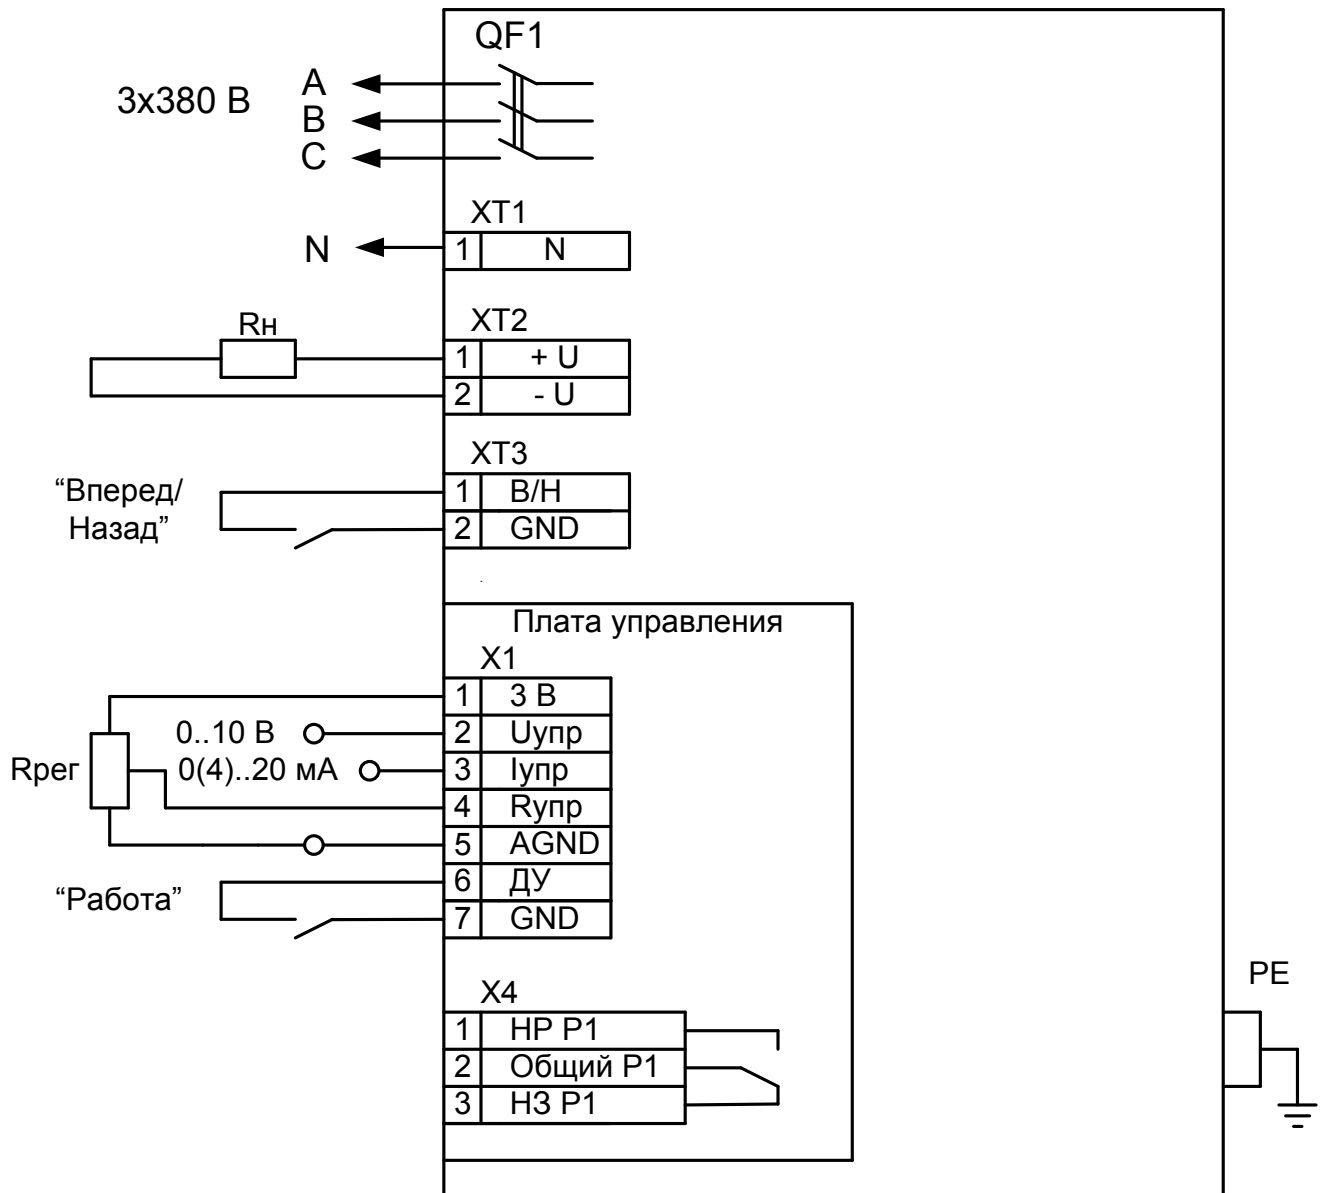 QF1
3x380 В
A
B
C
XT1
N
1 N
Rн
XT2
1 + U
2 - U
XT3
“Вперед/
Назад”
1 В/Н
2 GND
Плата управления
X1
1 3 В
0..10 В
2 Uупр
Rрег
0(4)..20 мА
3 Iупр
4 Rупр
5 AGND
“Работа”
6 ДУ
7 GND
PE
X4
1 НР Р1
2 Общий Р1
3 НЗ Р1